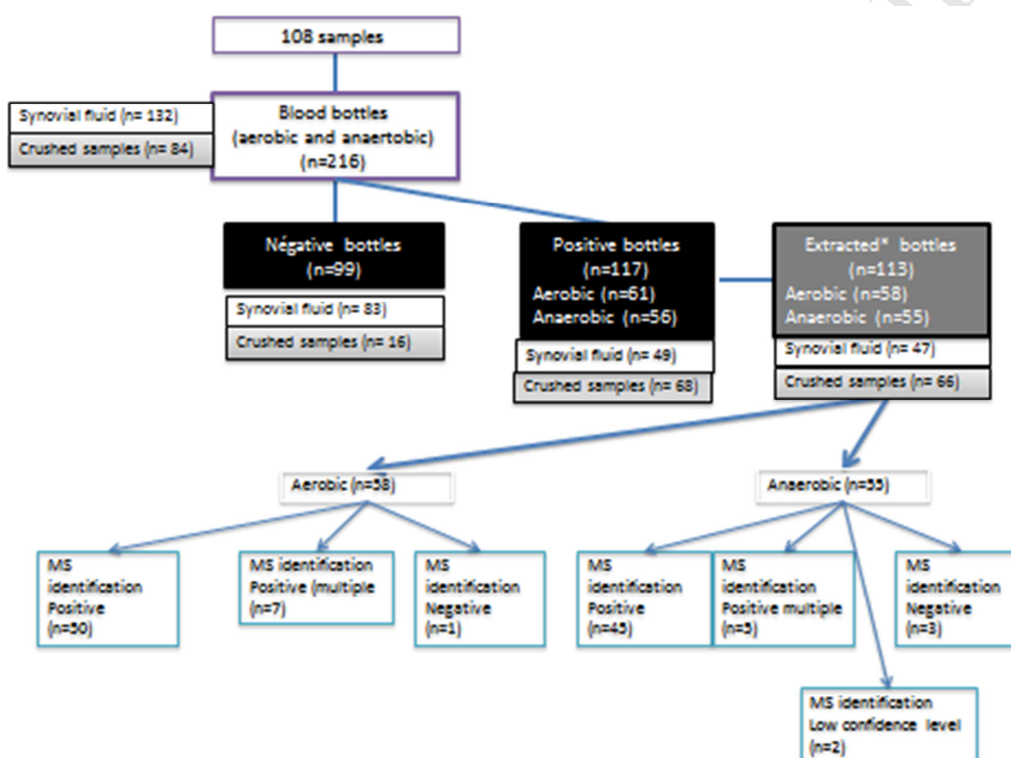 108 samples
Synovial fluid (n= 132)
Crushed samples (n= 84)
Blood bottles
(aerobic and anaertobic)
(n=216)
Négative bottles
(n=99)
Synovial fluid (n= 83)
Crushed samples (n= 16)
Positive bottles
(n=117)
Aerobic (n=61)
Anaerobic (n=56)
Synovial fluid (n= 49)
Crushed samples (n= 68)
Extracted* bottles
(n=113)
Aerobic (n=58)
Anaerobic (n=55)
Synovial fluid (n= 47)
Crushed samples (n= 66)
Aerobic (n=58)
Anaerobic (n=55)
MS
identification
Positive
(n=50)
MS identification
Positive (multiple
(n=7)
MS
identification
Negative
(n=1)
MS
identification
Positive
(n=45)
MS
identification
Positive multiple
(n=5)
MS
identification
Negative
(n=3)
MS identification
Low confidence level
(n=2)